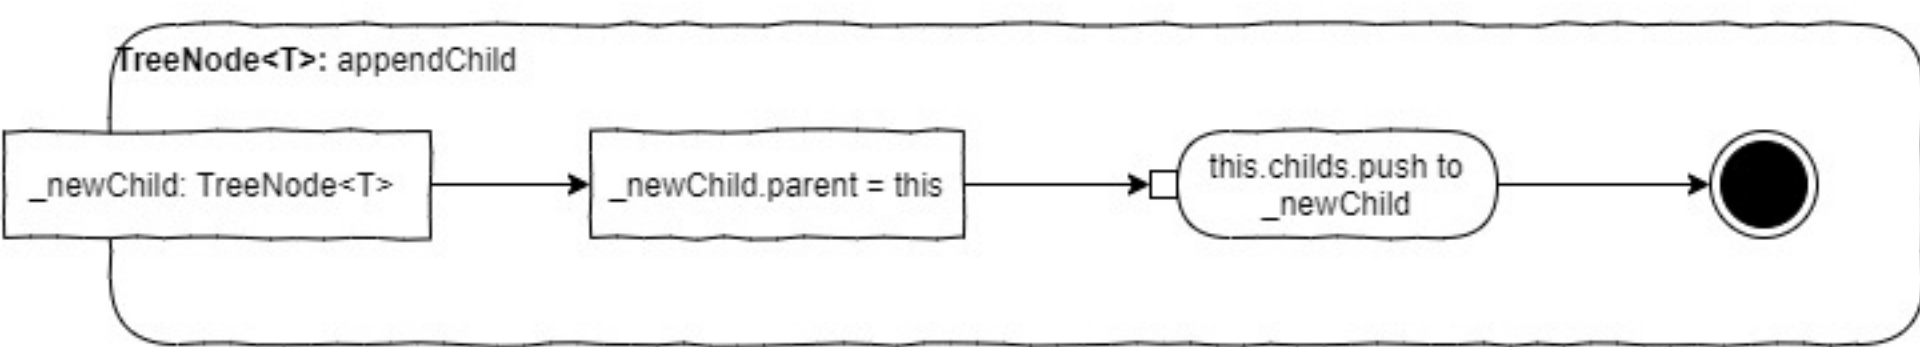 TreeNode<T>: appendChild
_newChild: TreeNode<T>
_newChild.parent = this
this.childs.push to
_newChild